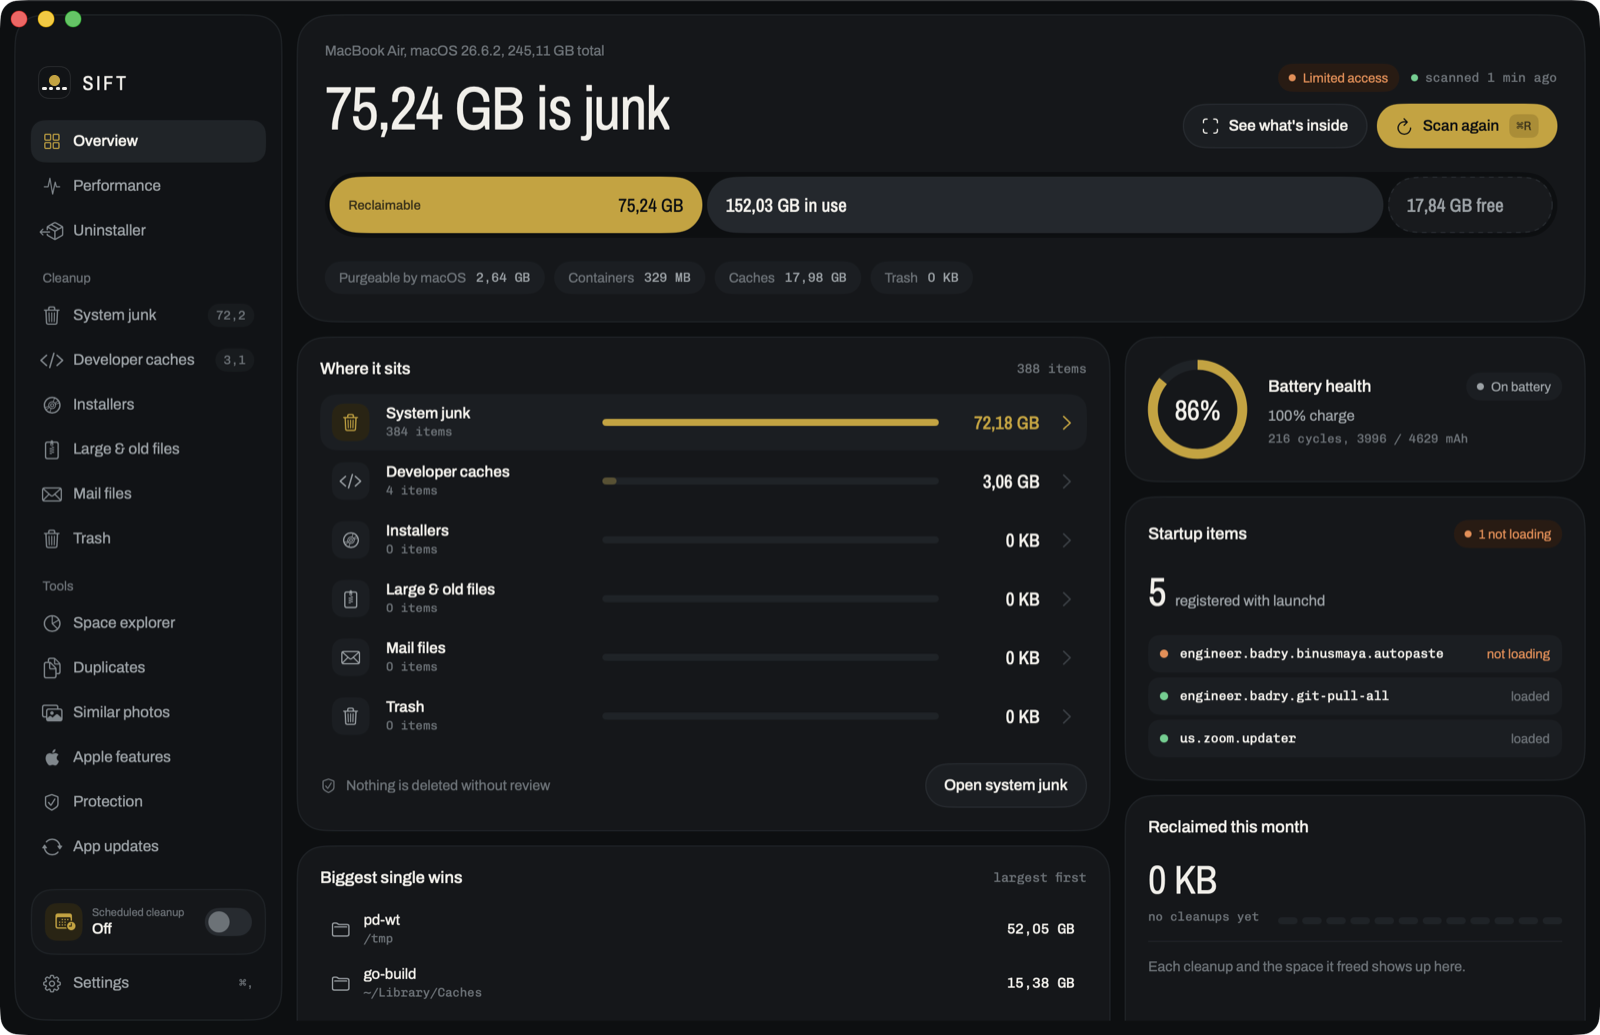 SIFT
Overview
Performance
Uninstaller
Cleanup
System junk 72,2
Developer caches 3,1
Installers
Large & old files
Mail files
Trash
Tools
Space explorer
Duplicates
Similar photos
Apple features
Protection
App updates
Scheduled cleanup
Off
Settings ⌘,
MacBook Air, macOS 26.6.2, 245,11 GB total
75,24 GB is junk
Limited access scanned 1 min ago
See what's inside Scan again ⌘R
Reclaimable 75,24 GB 152,03 GB in use 17,84 GB free
Purgeable by macOS 2,64 GB Containers 329 MB Caches 17,98 GB Trash 0 KB
Where it sits 388 items
System junk
384 items
72,18 GB
Developer caches
4 items
3,06 GB
Installers
0 items
0 KB
Large & old files
0 items
0 KB
Mail files
0 items
0 KB
Trash
0 items
0 KB
Nothing is deleted without review Open system junk
Biggest single wins largest first
pd-wt
/tmp
52,05 GB
go-build
~/Library/Caches
15,38 GB
86%
Battery health On battery
100% charge
216 cycles, 3996 / 4629 mAh
Startup items 1 not loading
5 registered with launchd
engineer.badry.binusmaya.autopaste not loading
engineer.badry.git-pull-all loaded
us.zoom.updater loaded
Reclaimed this month
0 KB
no cleanups yet
Each cleanup and the space it freed shows up here.